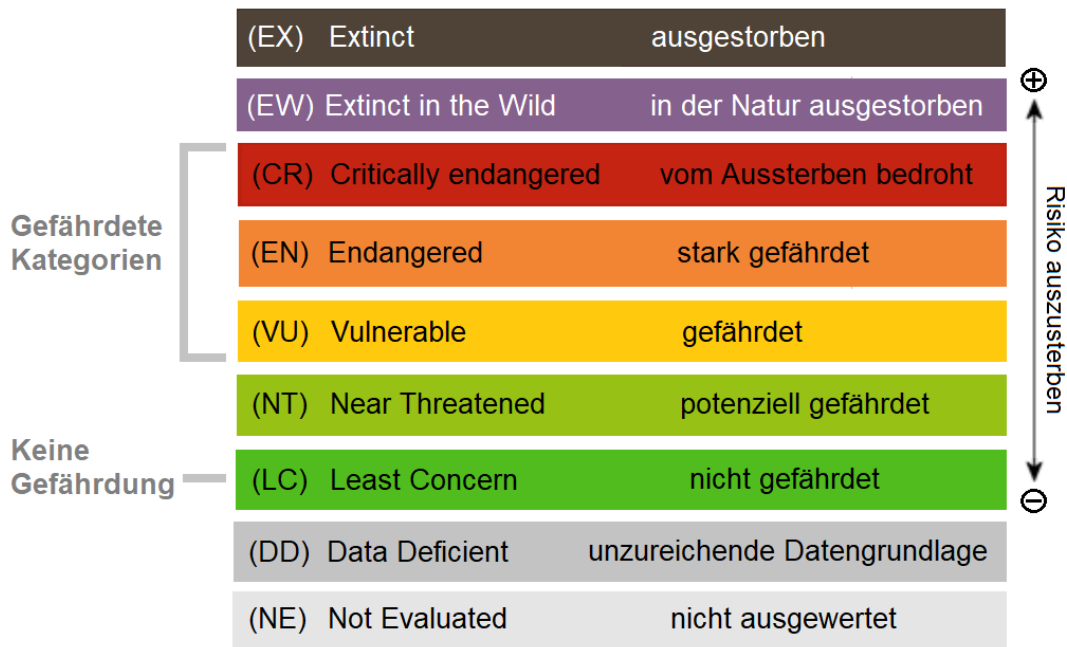 (EX) Extinct ausgestorben
(EW) Extinct in the Wild in der Natur ausgestorben
(CR) Critically endangered vom Aussterben bedroht
Gefährdete
Kategorien
(EN) Endangered stark gefährdet
(VU) Vulnerable gefährdet
(NT) Near Threatened potenziell gefährdet
Keine
Gefährdung
(LC) Least Concern nicht gefährdet
(DD) Data Deficient unzureichende Datengrundlage
(NE) Not Evaluated nicht ausgewertet
+
Risiko auszusterben
−